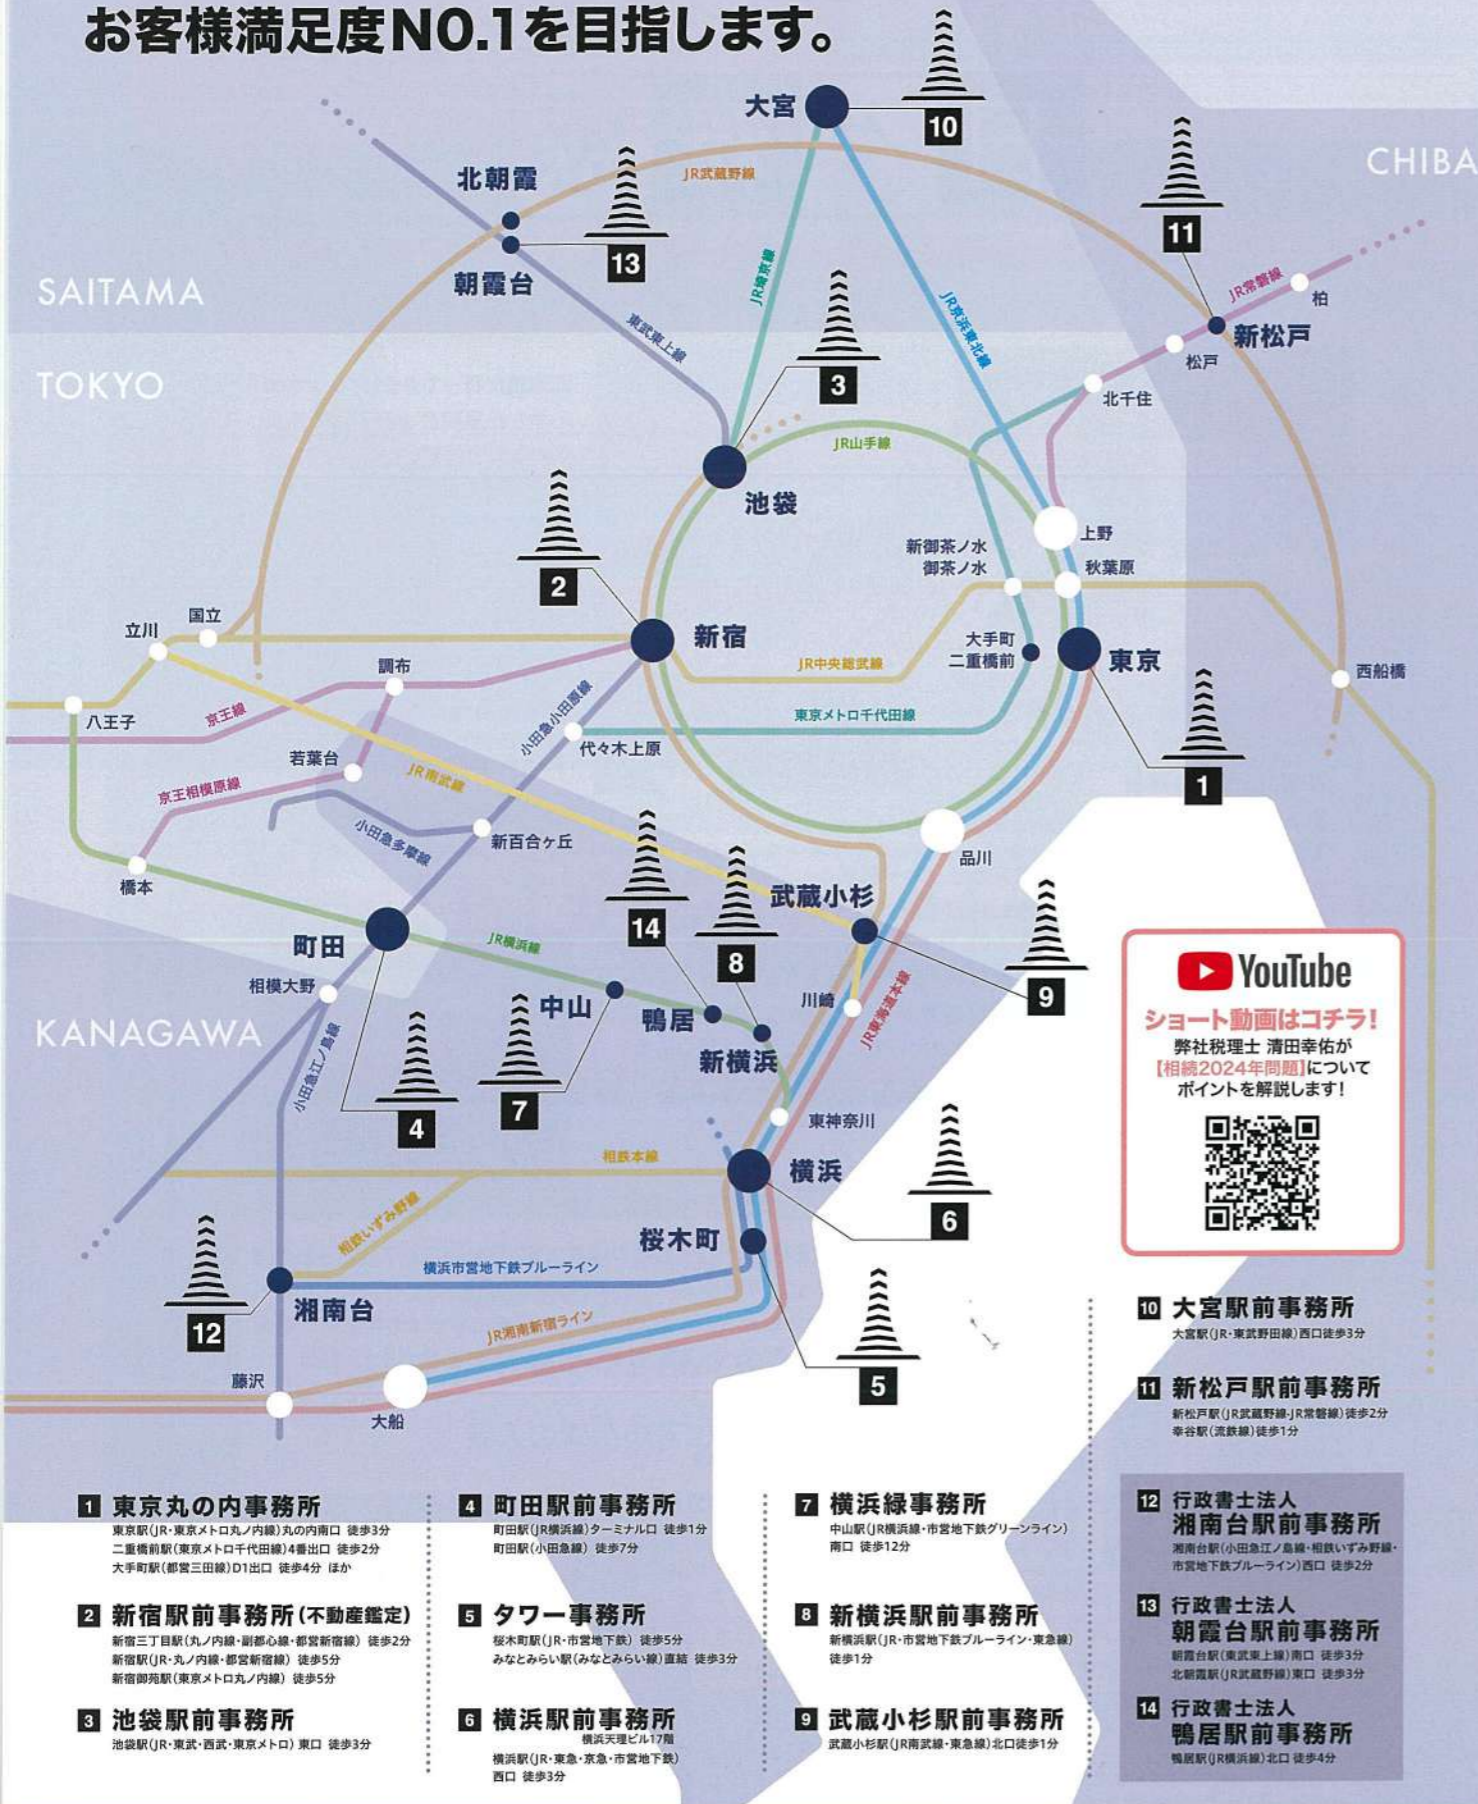 お客様満足度NO.1を目指します。
大宮
10
CHIBA
11
北朝霞
JR武蔵野線
13
朝霞台
SAITAMA
JR埼京線
JR京浜東北線
JR常磐線
柏
新松戸
松戸
東武東上線
3
TOKYO
北千住
JR山手線
池袋
2
上野
新御茶ノ水
御茶ノ水
秋葉原
国立
立川
新宿
大手町
二重橋前
東京
JR中央総武線
西船橋
調布
八王子
京王線
小田急小田原線
東京メトロ千代田線
代々木上原
若葉台
JR南武線
1
京王相模原線
小田急多摩線
新百合ヶ丘
品川
橋本
14
8
武蔵小杉
9
町田
JR横浜線
相模大野
中山
鴨居
新横浜
川崎
JR東海道本線
KANAGAWA
小田急江ノ島線
4
7
東神奈川
YouTube
ショート動画はコチラ!
弊社税理士 清田幸佑が
【相続2024年問題】について
ポイントを解説します!
相鉄本線
横浜
6
相鉄いずみ野線
桜木町
横浜市営地下鉄ブルーライン
12
湘南台
JR湘南新宿ライン
5
藤沢
大船
1 東京丸の内事務所
東京駅(JR・東京メトロ丸ノ内線)丸の内南口 徒歩3分
二重橋前駅(東京メトロ千代田線)4番出口 徒歩2分
大手町駅(都営三田線)D1出口 徒歩4分 ほか
2 新宿駅前事務所(不動産鑑定)
新宿三丁目駅(丸ノ内線・副都心線・都営新宿線) 徒歩2分
新宿駅(JR・丸ノ内線・都営新宿線) 徒歩5分
新宿御苑駅(東京メトロ丸ノ内線) 徒歩5分
3 池袋駅前事務所
池袋駅(JR・東武・西武・東京メトロ) 東口 徒歩3分
4 町田駅前事務所
町田駅(JR横浜線)ターミナル口 徒歩1分
町田駅(小田急線) 徒歩7分
5 タワー事務所
桜木町駅(JR・市営地下鉄) 徒歩5分
みなとみらい駅(みなとみらい線)直結 徒歩3分
6 横浜駅前事務所
横浜天理ビル17階
横浜駅(JR・東急・京急・市営地下鉄)
西口 徒歩3分
7 横浜緑事務所
中山駅(JR横浜線・市営地下鉄グリーンライン)
南口 徒歩12分
8 新横浜駅前事務所
新横浜駅(JR・市営地下鉄ブルーライン・東急線)
徒歩1分
9 武蔵小杉駅前事務所
武蔵小杉駅(JR南武線・東急線)北口徒歩1分
10 大宮駅前事務所
大宮駅(JR・東武野田線)西口徒歩3分
11 新松戸駅前事務所
新松戸駅(JR武蔵野線・JR常磐線)徒歩2分
幸谷駅(流鉄線)徒歩1分
12 行政書士法人
湘南台駅前事務所
湘南台駅(小田急江ノ島線・相鉄いずみ野線・
市営地下鉄ブルーライン)西口 徒歩2分
13 行政書士法人
朝霞台駅前事務所
朝霞台駅(東武東上線)南口 徒歩3分
北朝霞駅(JR武蔵野線)東口 徒歩3分
14 行政書士法人
鴨居駅前事務所
鴨居駅(JR横浜線)北口 徒歩4分